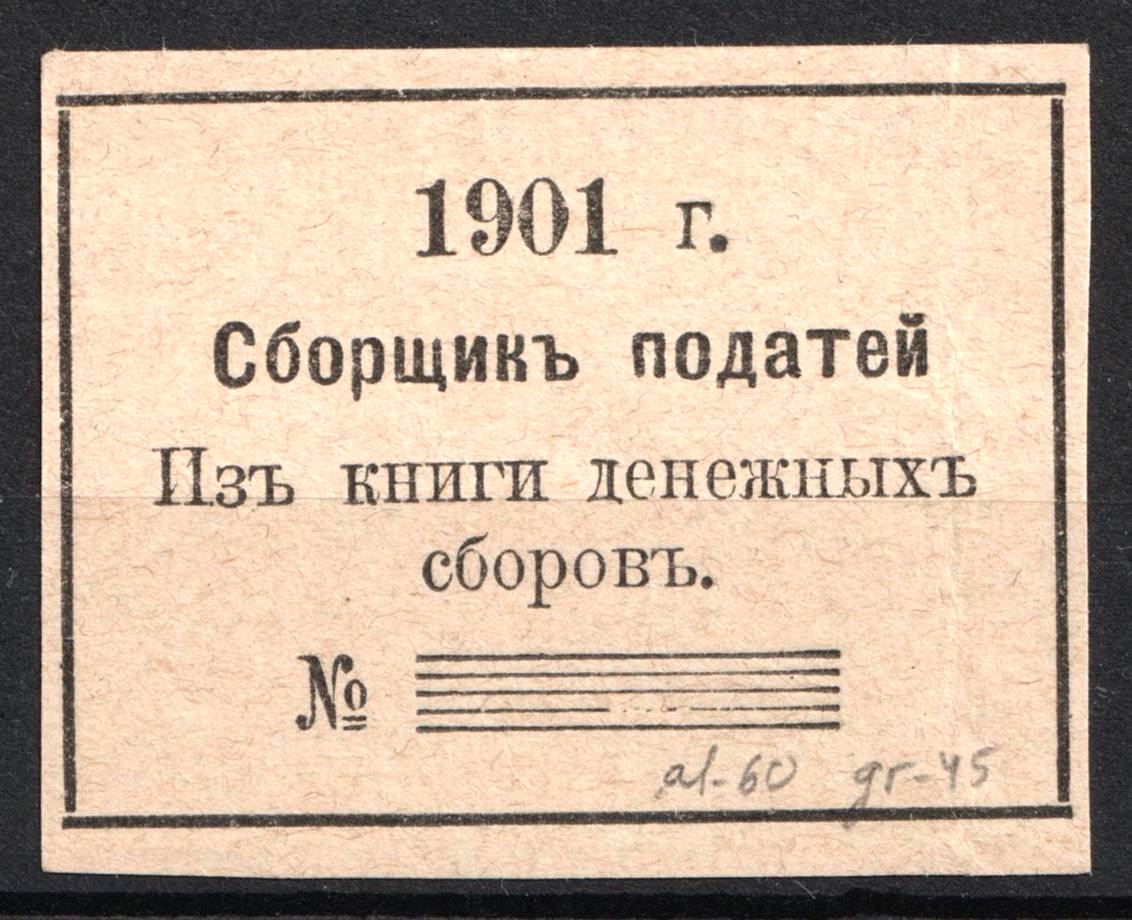 1901 г.
Сборщикъ податей
Изъ книги денежныхъ
сборовъ.
№
al-60 gr-45